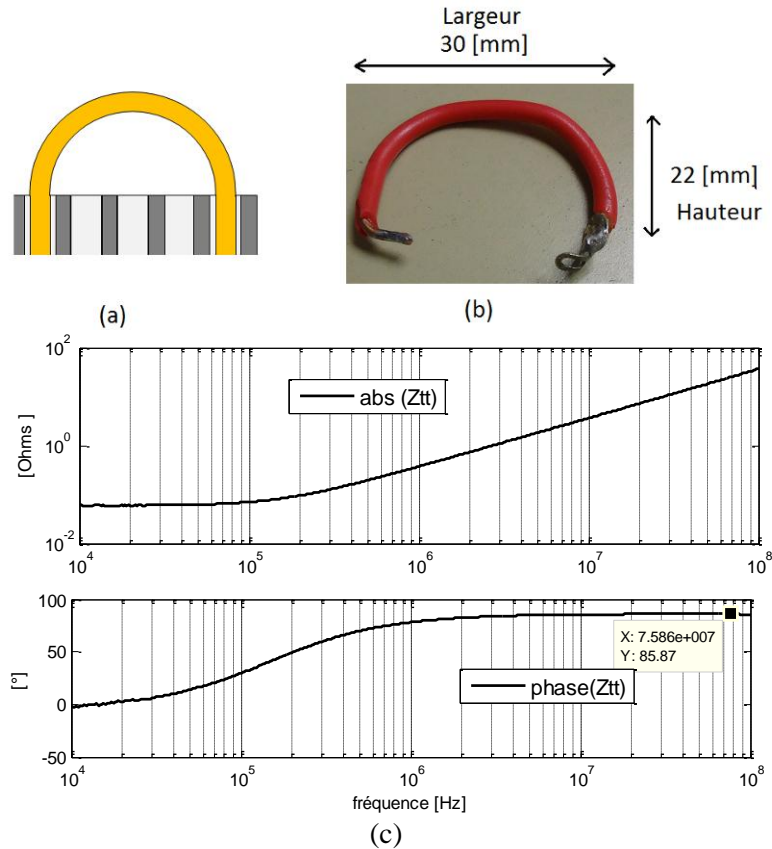 Largeur
30 [mm]
22 [mm]
Hauteur
(a)
(b)
10^2
10^0
10^-2
[Ohms ]
abs (Ztt)
10^4
10^5
10^6
10^7
10^8
100
50
0
-50
[°]
X: 7.586e+007
Y: 85.87
phase(Ztt)
10^4
10^5
10^6
10^7
10^8
fréquence [Hz]
(c)